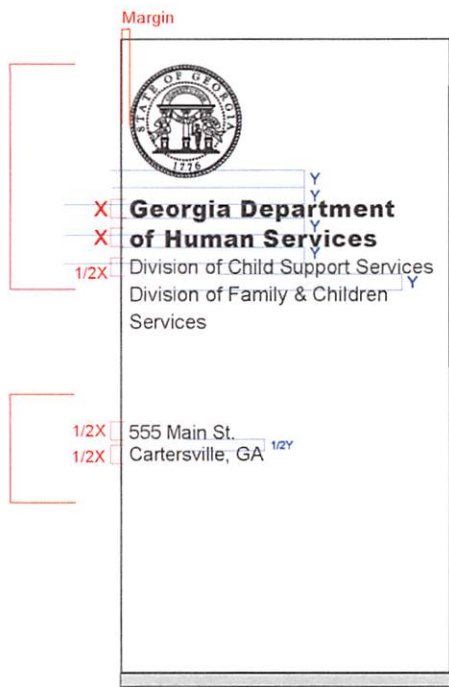 Margin
STATE OF GEORGIA
1776
Y
Y
X Georgia Department
Y
X of Human Services
Y
1/2X Division of Child Support Services
Y
Division of Family & Children
Services
1/2X 555 Main St.
1/2Y
1/2X Cartersville, GA